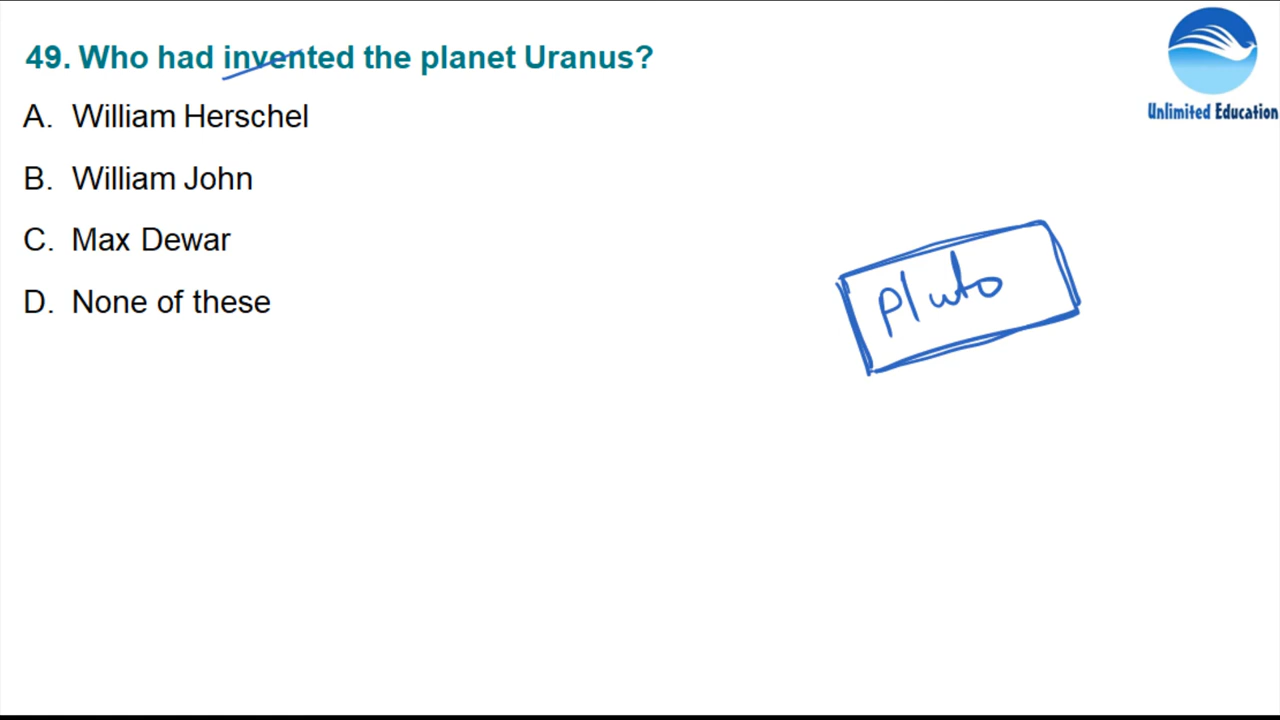 49. Who had invented the planet Uranus?
A. William Herschel
B. William John
C. Max Dewar
D. None of these
Unlimited Education
pluto